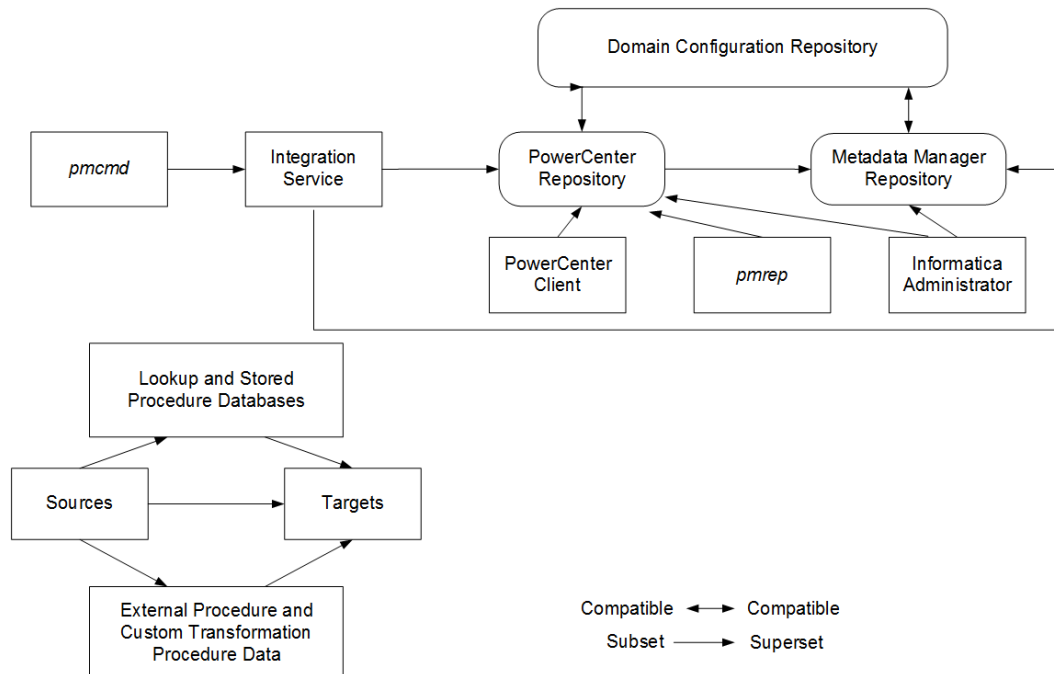 Domain Configuration Repository
pmcmd
Integration
Service
PowerCenter
Repository
Metadada Manager
Repository
PowerCenter
Client
pmrep
Informatica
Administrator
Lookup and Stored
Procedure Databases
Sources
Targets
External Procedure and
Custom Transformation
Procedure Data
Compatible
Compatible
Subset
Superset